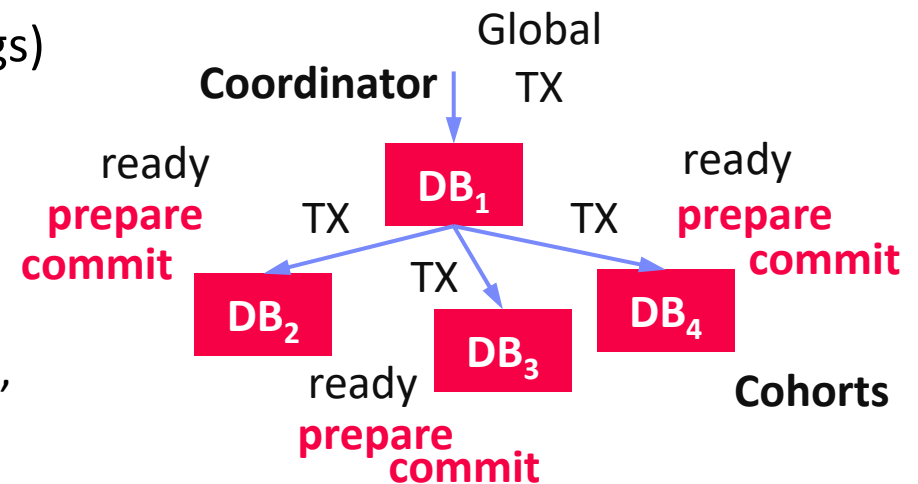 gs)
Global
TX
Coordinator
ready
prepare
commit
TX
DB1
TX
ready
prepare
commit
TX
DB2
DB3
DB4
,
ready
prepare
commit
Cohorts